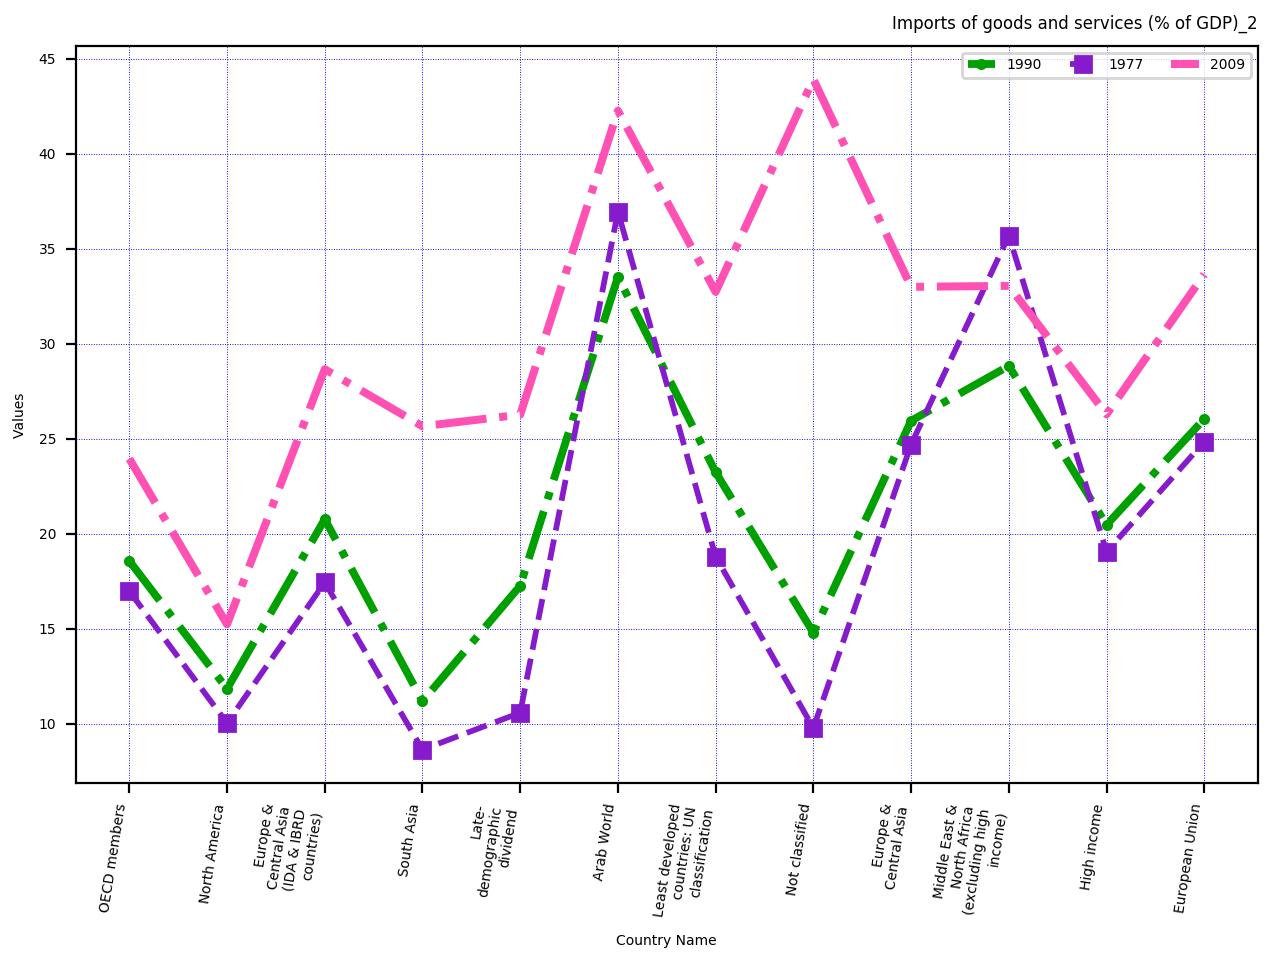 Imports of goods and services (% of GDP)_2
1990
1977
2009
Values
45
40
35
30
25
20
15
10
OECD members
North America
Europe &
Central Asia
(IDA & IBRD
countries)
South Asia
Late-
demographic
dividend
Arab World
Least developed
countries: UN
classification
Not classified
Europe &
Central Asia
Middle East &
North Africa
(excluding high
income)
High income
European Union
Country Name